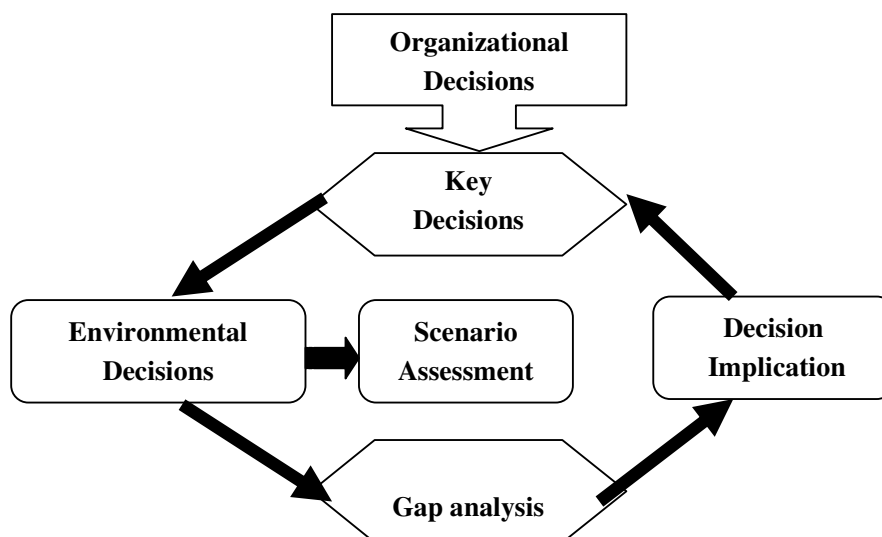 Organizational
Decisions
Key
Decisions
Environmental
Decisions
Scenario
Assessment
Decision
Implication
Gap analysis